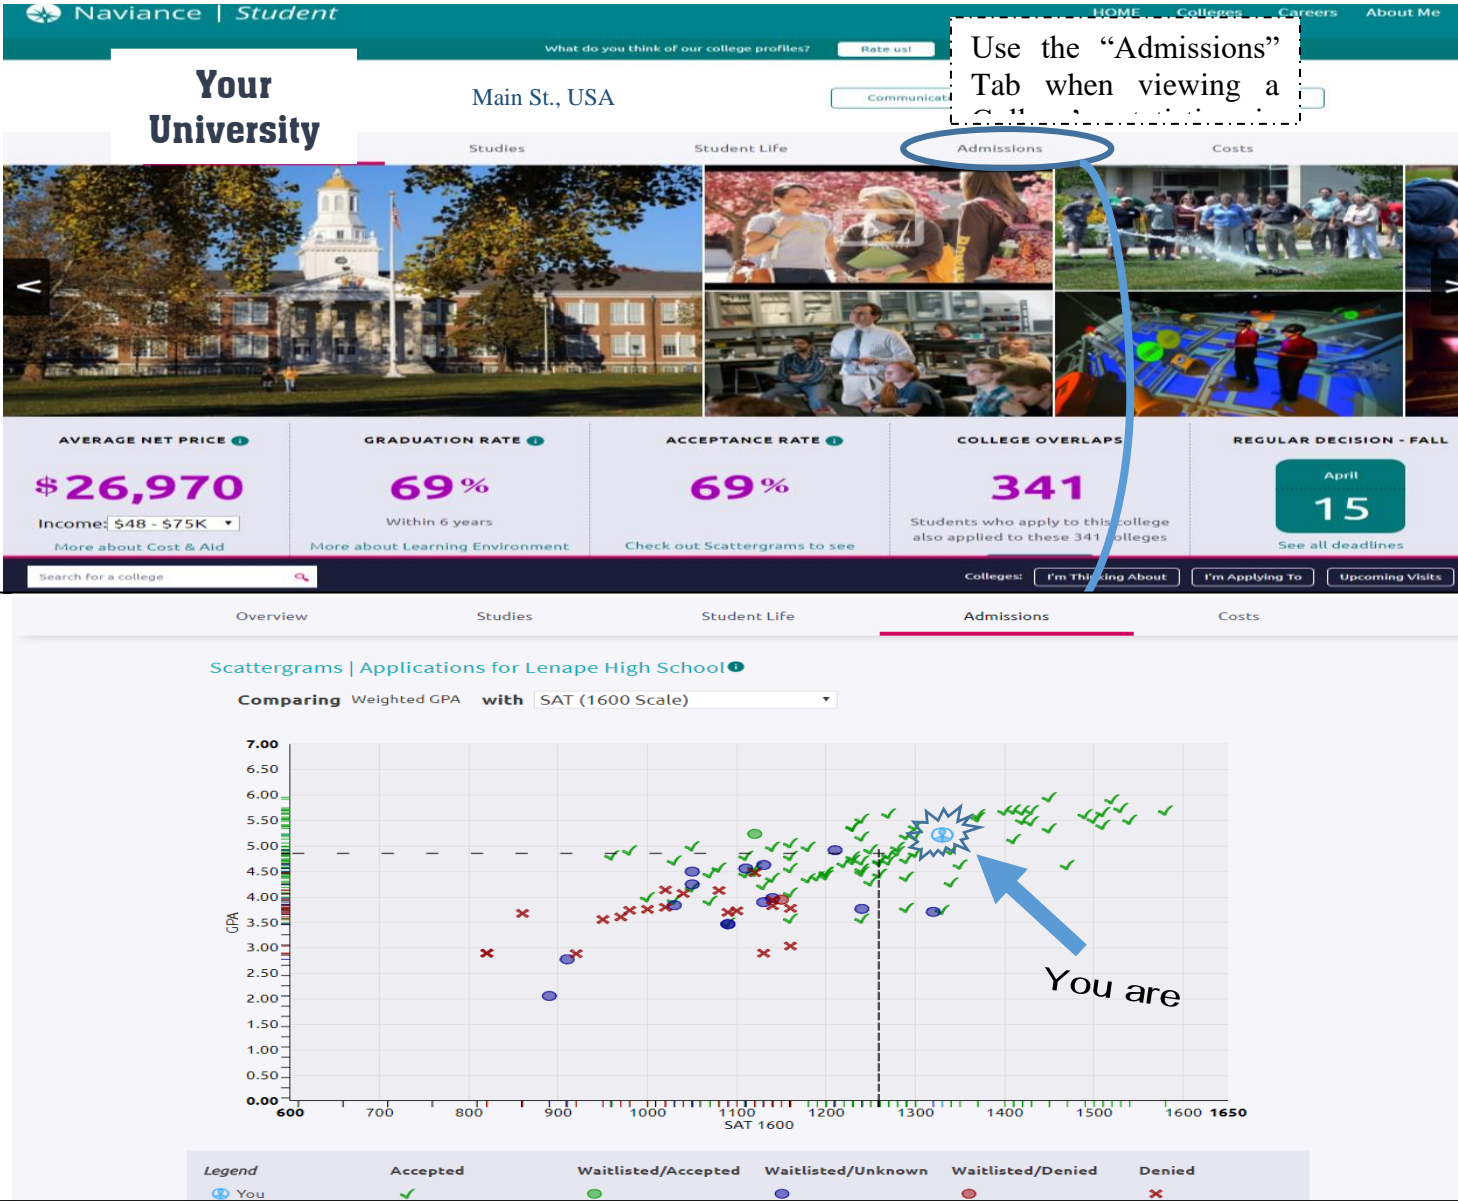 Naviance | Student
HOME Colleges Careers About Me
What do you think of our college profiles? Rate us!
Your
University
Main St., USA
Use the “Admissions”
Tab when viewing a
Studies Student Life Admissions Costs
<
>
AVERAGE NET PRICE
$26,970
Income: $48 - $75K
More about Cost & Aid
GRADUATION RATE
69%
Within 6 years
More about Learning Environment
ACCEPTANCE RATE
69%
Check out Scattergrams to see
COLLEGE OVERLAPS
341
Students who apply to this college
also applied to these 341 colleges
REGULAR DECISION - FALL
April
15
See all deadlines
Search for a college
Colleges: I'm Thinking About I'm Applying To Upcoming Visits
Overview Studies Student Life Admissions Costs
Scattergrams | Applications for Lenape High School
Comparing Weighted GPA with SAT (1600 Scale)
7.00
6.50
6.00
5.50
5.00
4.50
4.00
3.50
3.00
2.50
2.00
1.50
1.00
0.50
0.00
GPA
600 700 800 900 1000 1100 1200 1300 1400 1500 1600 1650
SAT 1600
You are
Legend Accepted Waitlisted/Accepted Waitlisted/Unknown Waitlisted/Denied Denied
You